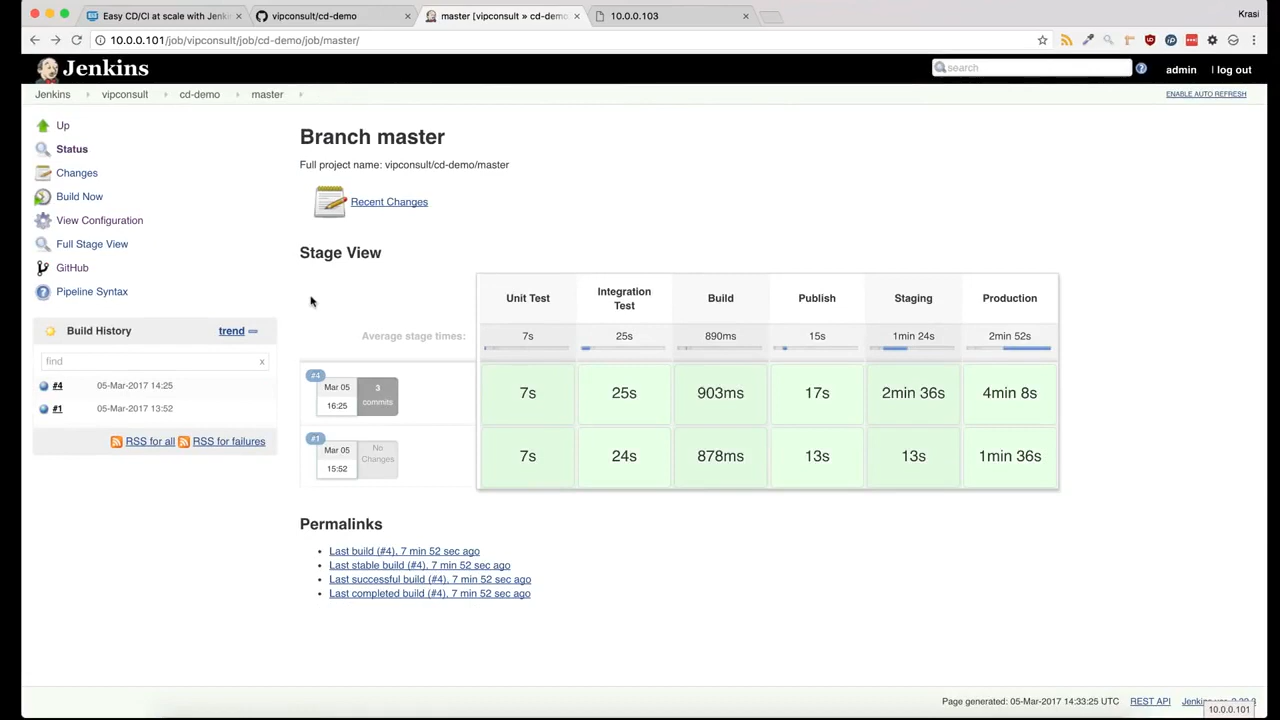 Easy CD/CI at scale with Jenki
vipconsult/cd-demo
master [vipconsult » cd-demo
10.0.0.103
Krasi
10.0.0.101/job/vipconsult/job/cd-demo/job/master/
Jenkins
search
admin
| log out
Jenkins
vipconsult
cd-demo
master
ENABLE AUTO REFRESH
Up
Status
Changes
Build Now
View Configuration
Full Stage View
GitHub
Pipeline Syntax
Build History
trend
find
x
#4 05-Mar-2017 14:25
#1 05-Mar-2017 13:52
RSS for all RSS for failures
Branch master
Full project name: vipconsult/cd-demo/master
Recent Changes
Stage View
Unit Test
Integration
Test
Build
Publish
Staging
Production
Average stage times:
7s
25s
890ms
15s
1min 24s
2min 52s
#4
Mar 05
16:25
3
commits
7s
25s
903ms
17s
2min 36s
4min 8s
#1
Mar 05
15:52
No
Changes
7s
24s
878ms
13s
13s
1min 36s
Permalinks
Last build (#4), 7 min 52 sec ago
Last stable build (#4), 7 min 52 sec ago
Last successful build (#4), 7 min 52 sec ago
Last completed build (#4), 7 min 52 sec ago
Page generated: 05-Mar-2017 14:33:25 UTC
REST API
10.0.0.101